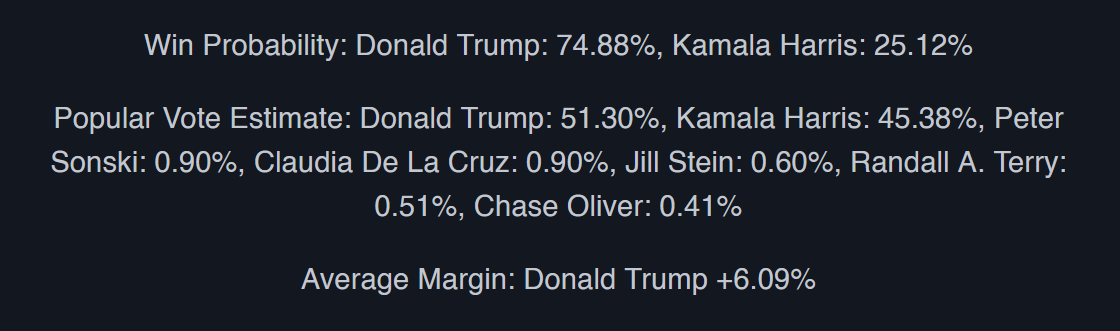 Win Probability: Donald Trump: 74.88%, Kamala Harris: 25.12%
Popular Vote Estimate: Donald Trump: 51.30%, Kamala Harris: 45.38%, Peter
Sonski: 0.90%, Claudia De La Cruz: 0.90%, Jill Stein: 0.60%, Randall A. Terry:
0.51%, Chase Oliver: 0.41%
Average Margin: Donald Trump +6.09%